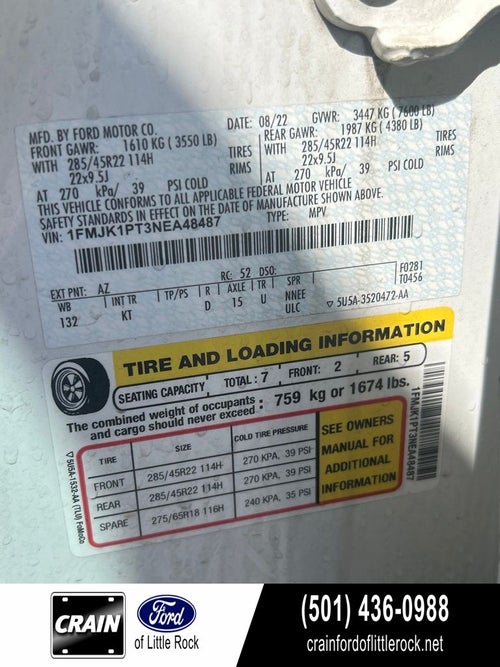 MFD. BY FORD MOTOR CO.
DATE: 08/22 GVWR: 3447 KG ( 7600 LB)
FRONT GAWR: 1610 KG ( 3550 LB)
REAR GAWR: 1987 KG ( 4380 LB)
WITH 285/45R22 114H TIRES
WITH 285/45R22 114H TIRES
22x9.5J RIMS
22x9.5J RIMS
AT 270 kPa/ 39 PSI COLD
AT 270 kPa/ 39 PSI COLD
THIS VEHICLE CONFORMS TO ALL APPLICABLE FEDERAL MOTOR VEHICLE
SAFETY STANDARDS IN EFFECT ON THE DATE OF MANUFACTURE SHOWN ABOVE.
VIN: 1FMJK1PT3NEA48487 TYPE: MPV
EXT PNT: AZ RC: 52 DSO: F0281
WB INT TR TP/PS R AXLE TR SPR T0456
132 KT D 15 U NNEE
ULC ▽ 5U5A-3520472-AA
TIRE AND LOADING INFORMATION
SEATING CAPACITY TOTAL: 7 FRONT: 2 REAR: 5
The combined weight of occupants
and cargo should never exceed : 759 kg or 1674 lbs.
TIRE SIZE COLD TIRE PRESSURE
FRONT 285/45R22 114H 270 KPA, 39 PSI
REAR 285/45R22 114H 270 KPA, 39 PSI
SPARE 275/65R18 116H 240 KPA, 35 PSI
SEE OWNERS
MANUAL FOR
ADDITIONAL
INFORMATION
1FMJK1PT3NEA48487
▽ 5U5A-1532-AA (TLU) FoMoCo
CRAIN
Ford
of Little Rock
(501) 436-0988
crainfordoflittlerock.net